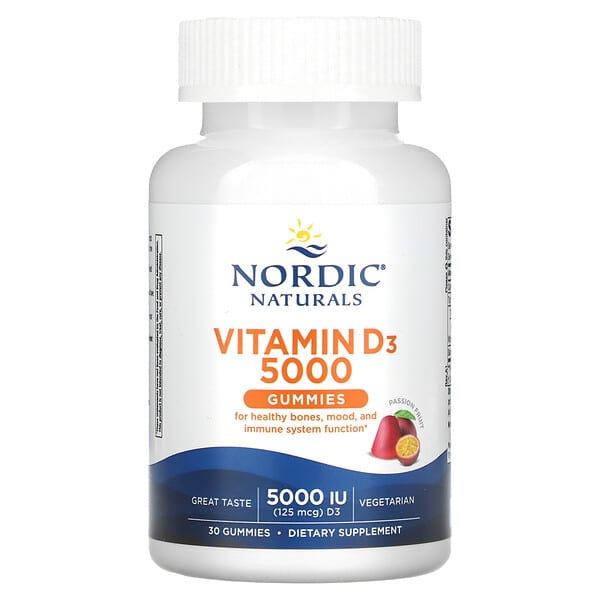 NORDIC®
NATURALS
VITAMIN D3
5000
GUMMIES
for healthy bones, mood, and
immune system function*
PASSION FRUIT
GREAT TASTE
5000 IU
(125 mcg) D3
VEGETARIAN
30 GUMMIES • DIETARY SUPPLEMENT